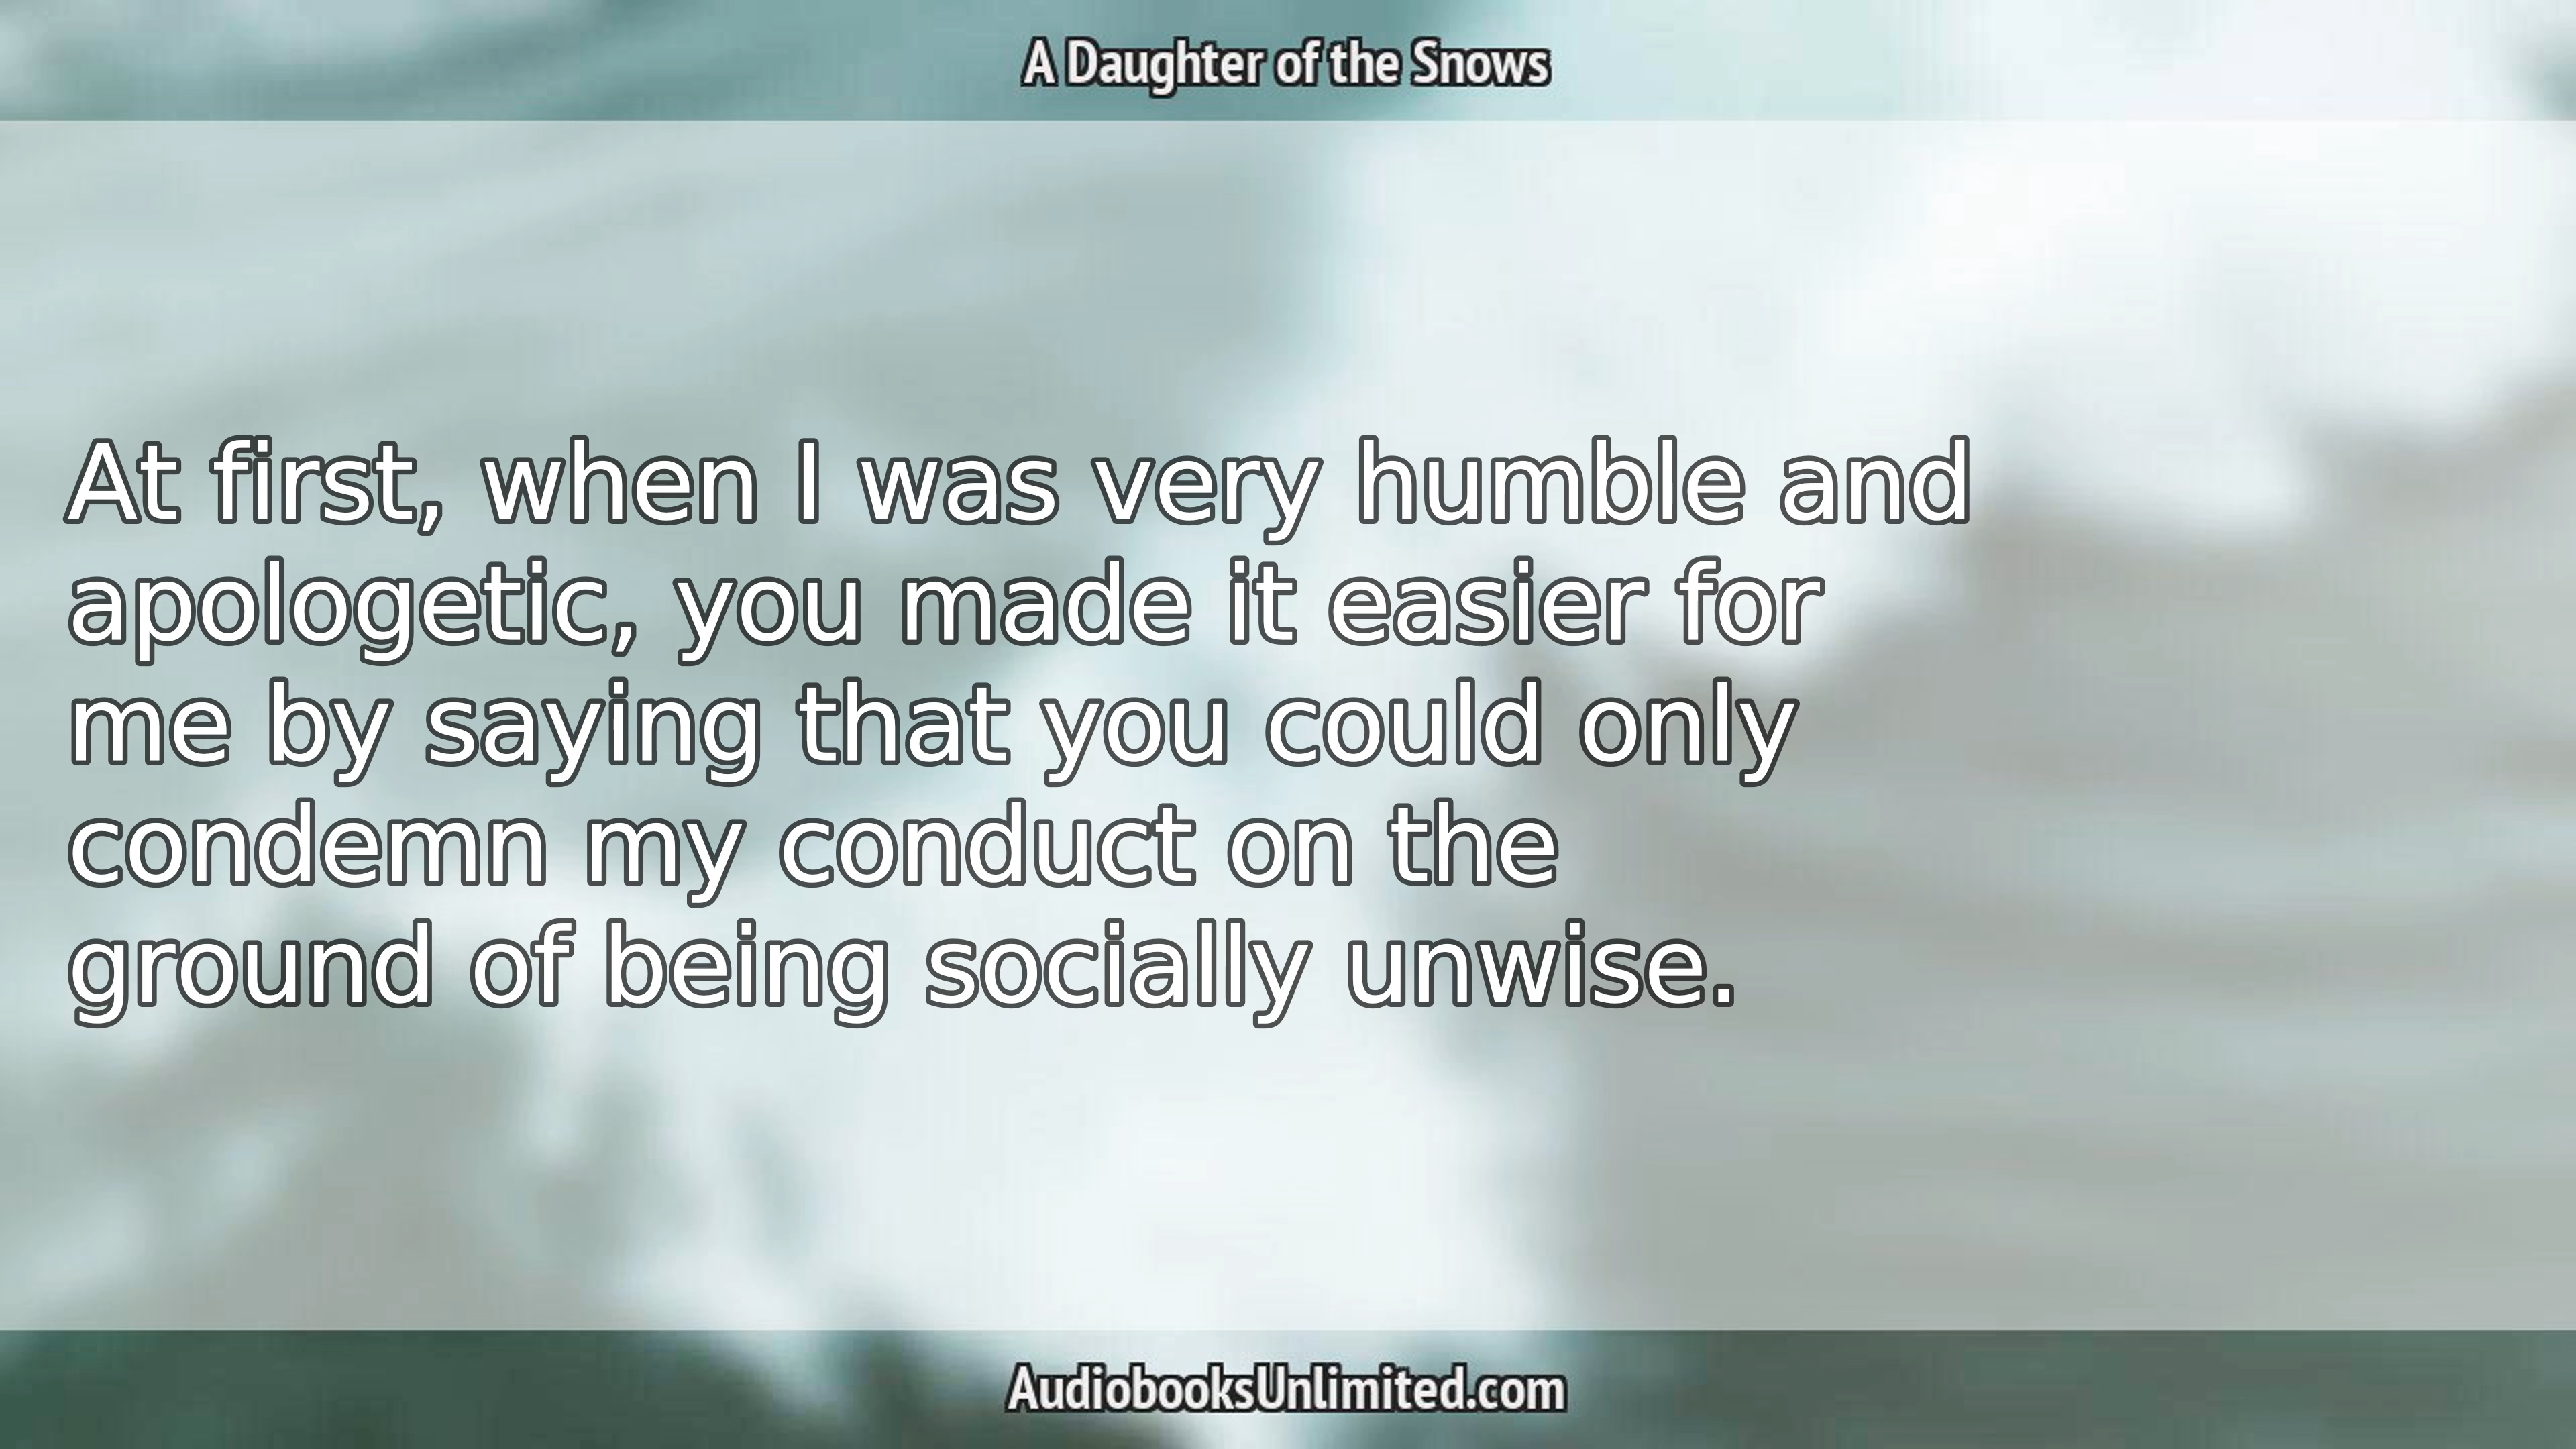 A Daughter of the Snows
At first, when I was very humble and
apologetic, you made it easier for
me by saying that you could only
condemn my conduct on the
ground of being socially unwise.
AudiobooksUnlimited.com